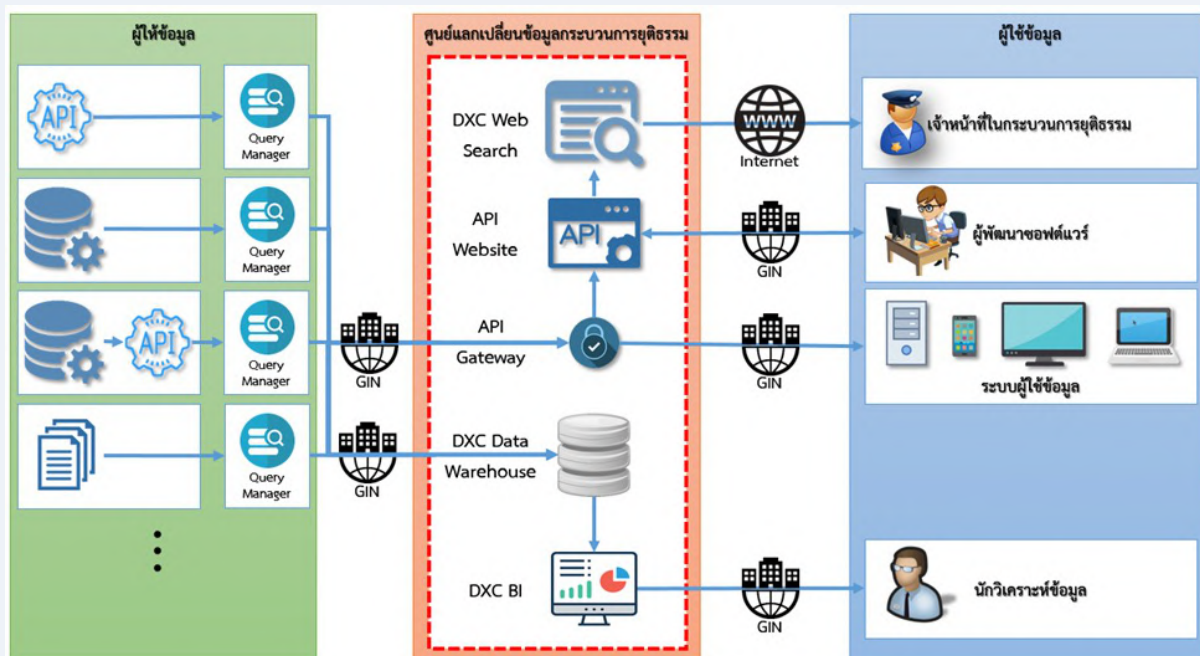 ผู้ให้ข้อมูล
API
Query
Manager
Query
Manager
API
Query
Manager
Query
Manager
GIN
GIN
ศูนย์แลกเปลี่ยนข้อมูลกระบวนการยุติธรรม
DXC Web
Search
API
Website
API
API
Gateway
DXC Data
Warehouse
DXC BI
WWW
Internet
GIN
GIN
GIN
ผู้ใช้ข้อมูล
เจ้าหน้าที่ในกระบวนการยุติธรรม
ผู้พัฒนาซอฟต์แวร์
ระบบผู้ใช้ข้อมูล
นักวิเคราะห์ข้อมูล